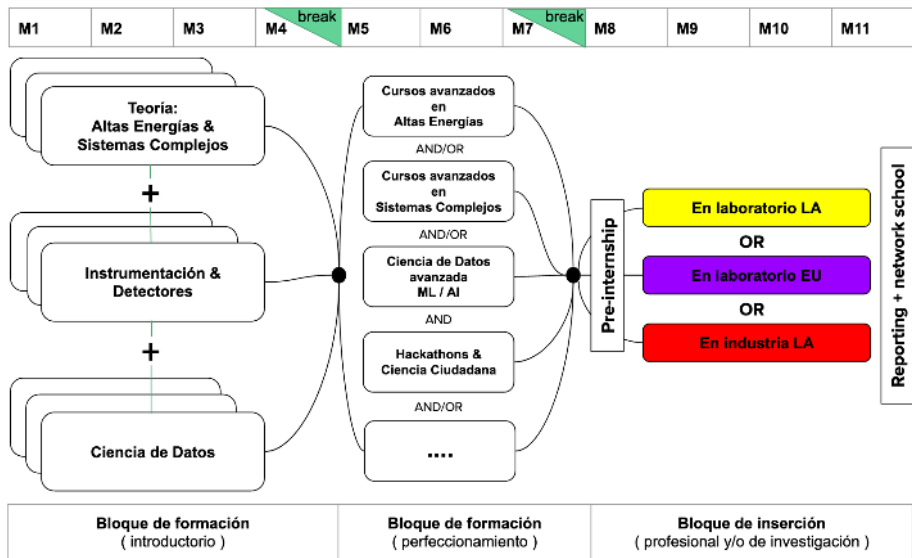 M1
M2
M3
M4
break
M5
M6
M7
break
M8
M9
M10
M11
Teoría:
Altas Energías &
Sistemas Complejos
+
Instrumentación &
Detectores
+
Ciencia de Datos
Cursos avanzados
en
Altas Energías
AND/OR
Cursos avanzados
en
Sistemas Complejos
AND/OR
Ciencia de Datos
avanzada
ML / AI
AND
Hackathons &
Ciencia Ciudadana
AND/OR
....
Pre-internship
En laboratorio LA
OR
En laboratorio EU
OR
En industria LA
Reporting + network school
Bloque de formación
( introductorio )
Bloque de formación
( perfeccionamiento )
Bloque de inserción
( profesional y/o de investigación )